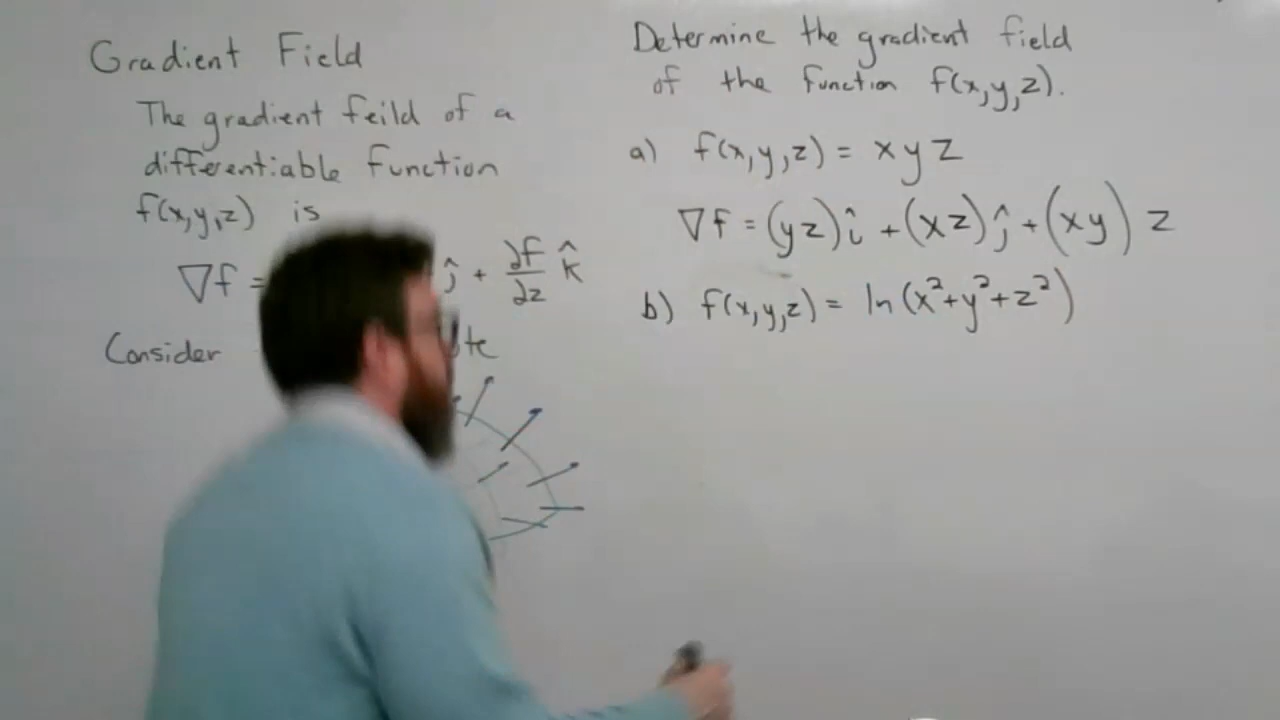 Gradient Field
The gradient feild of a
differentiable function
f(x,y,z) is
∇f = ĵ + ∂f/∂z k̂
Consider
Determine the gradient field
of the function f(x,y,z).
a) f(x,y,z) = xyz
∇f = (yz)î + (xz)ĵ + (xy) z
b) f(x,y,z) = ln(x²+y²+z²)